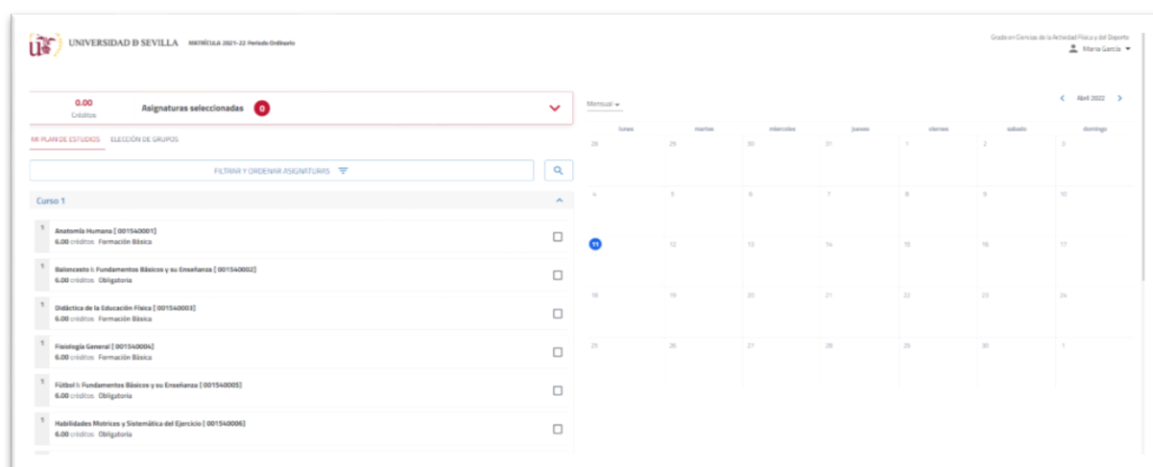 UNIVERSIDAD D SEVILLA MATRÍCULA 2021-22 Periodo Ordinario
Grado en Ciencias de la Actividad Física y del Deporte
María García
0.00
Créditos
Asignaturas seleccionadas 0
MI PLAN DE ESTUDIOS ELECCIÓN DE GRUPOS
FILTRAR Y ORDENAR ASIGNATURAS
Curso 1
1 Anatomía Humana [ 001540001]
6.00 créditos Formación Básica
1 Baloncesto I: Fundamentos Básicos y su Enseñanza [ 001540002]
6.00 créditos Obligatoria
1 Didáctica de la Educación Física [ 001540003]
6.00 créditos Formación Básica
1 Fisiología General [ 001540004]
6.00 créditos Formación Básica
1 Fútbol I: Fundamentos Básicos y su Enseñanza [ 001540005]
6.00 créditos Obligatoria
1 Habilidades Motrices y Sistemática del Ejercicio [ 001540006]
6.00 créditos Obligatoria
Mensual
Abril 2022
lunes martes miércoles jueves viernes sábado domingo
28 29 30 31 1 2 3
4 5 6 7 8 9 10
11 12 13 14 15 16 17
18 19 20 21 22 23 24
25 26 27 28 29 30 1